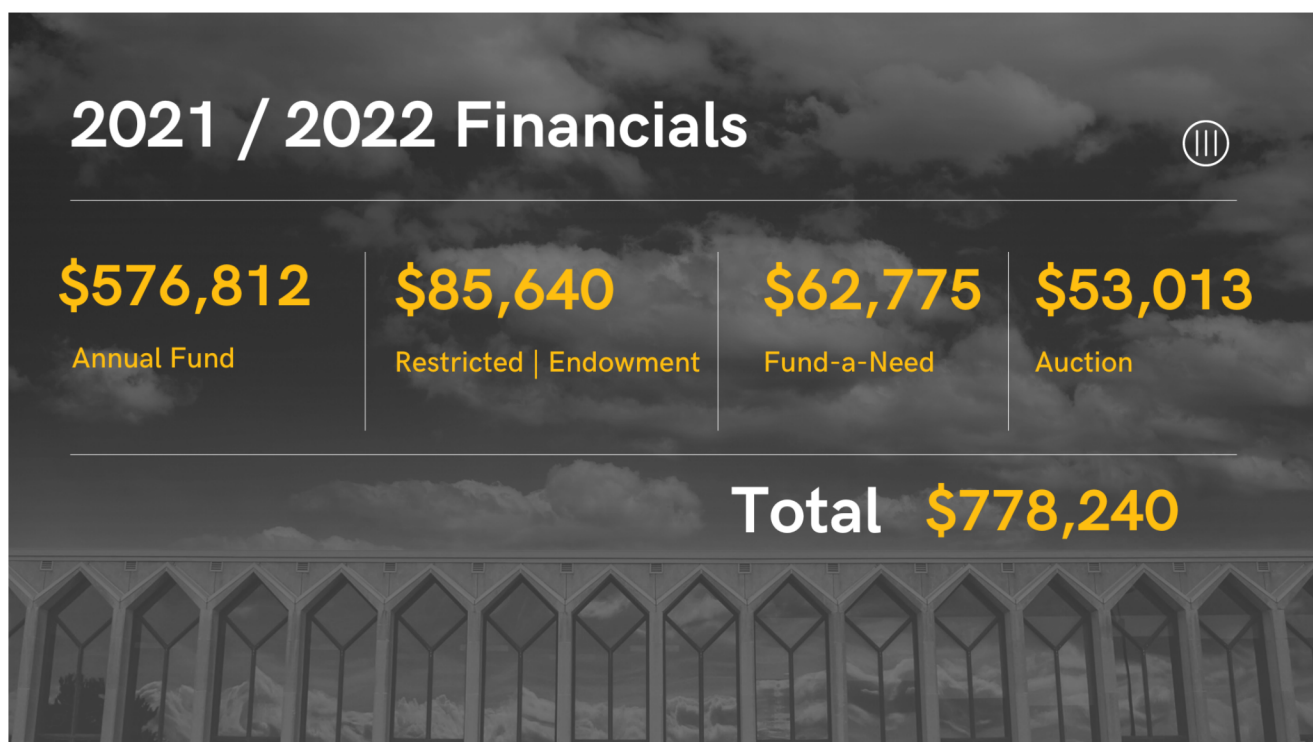 2021 / 2022 Financials
$576,812
Annual Fund
$85,640
Restricted | Endowment
$62,775
Fund-a-Need
$53,013
Auction
Total $778,240